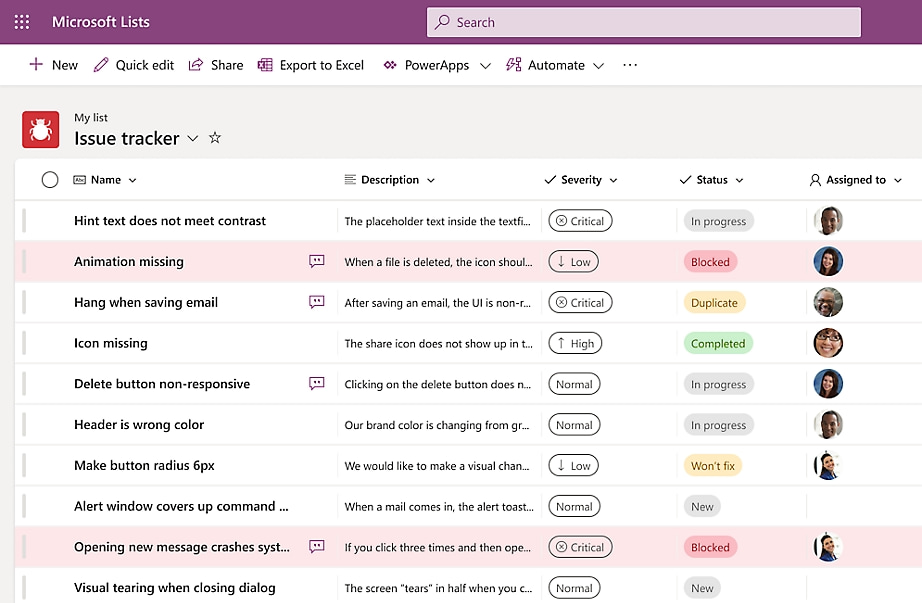 Microsoft Lists Search
New Quick edit Share Export to Excel PowerApps Automate ...
My list
Issue tracker
Abc Name Description Severity Status Assigned to
Hint text does not meet contrast The placeholder text inside the textfi... Critical In progress
Animation missing When a file is deleted, the icon shoul... Low Blocked
Hang when saving email After saving an email, the UI is non-r... Critical Duplicate
Icon missing The share icon does not show up in t... High Completed
Delete button non-responsive Clicking on the delete button does n... Normal In progress
Header is wrong color Our brand color is changing from gr... Normal In progress
Make button radius 6px We would like to make a visual chan... Low Won't fix
Alert window covers up command ... When a mail comes in, the alert toast... Normal New
Opening new message crashes syst... If you click three times and then ope... Critical Blocked
Visual tearing when closing dialog The screen "tears" in half when you c... Normal New